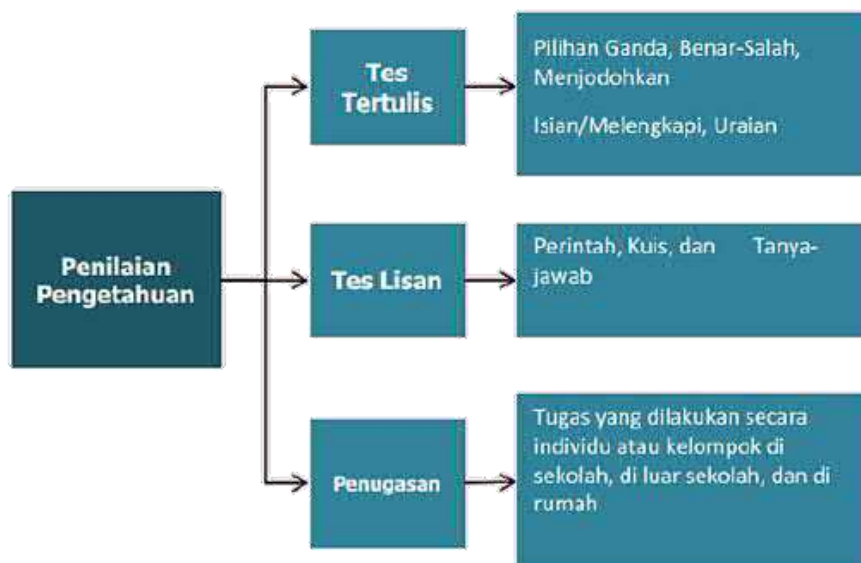 Penilaian
Pengetahuan
Tes
Tertulis
Pilihan Ganda, Benar-Salah,
Menjodohkan
Isian/Melengkapi, Uraian
Tes Lisan
Perintah, Kuis, dan Tanya-
jawab
Penugasan
Tugas yang dilakukan secara
individu atau kelompok di
sekolah, di luar sekolah, dan di
rumah